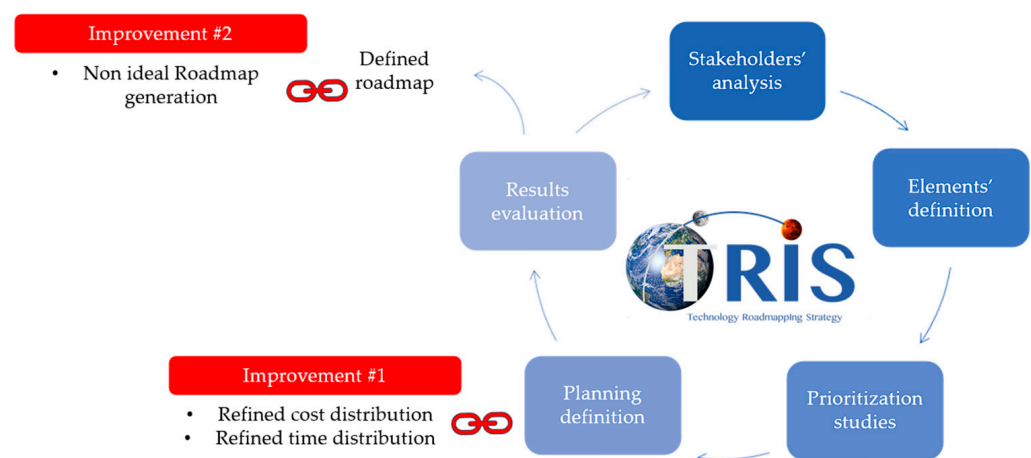 Improvement #2
• Non ideal Roadmap
generation
Defined
roadmap
Stakeholders’
analysis
Results
evaluation
Elements’
definition
TRIS
Technology Roadmapping Strategy
Improvement #1
• Refined cost distribution
• Refined time distribution
Planning
definition
Prioritization
studies